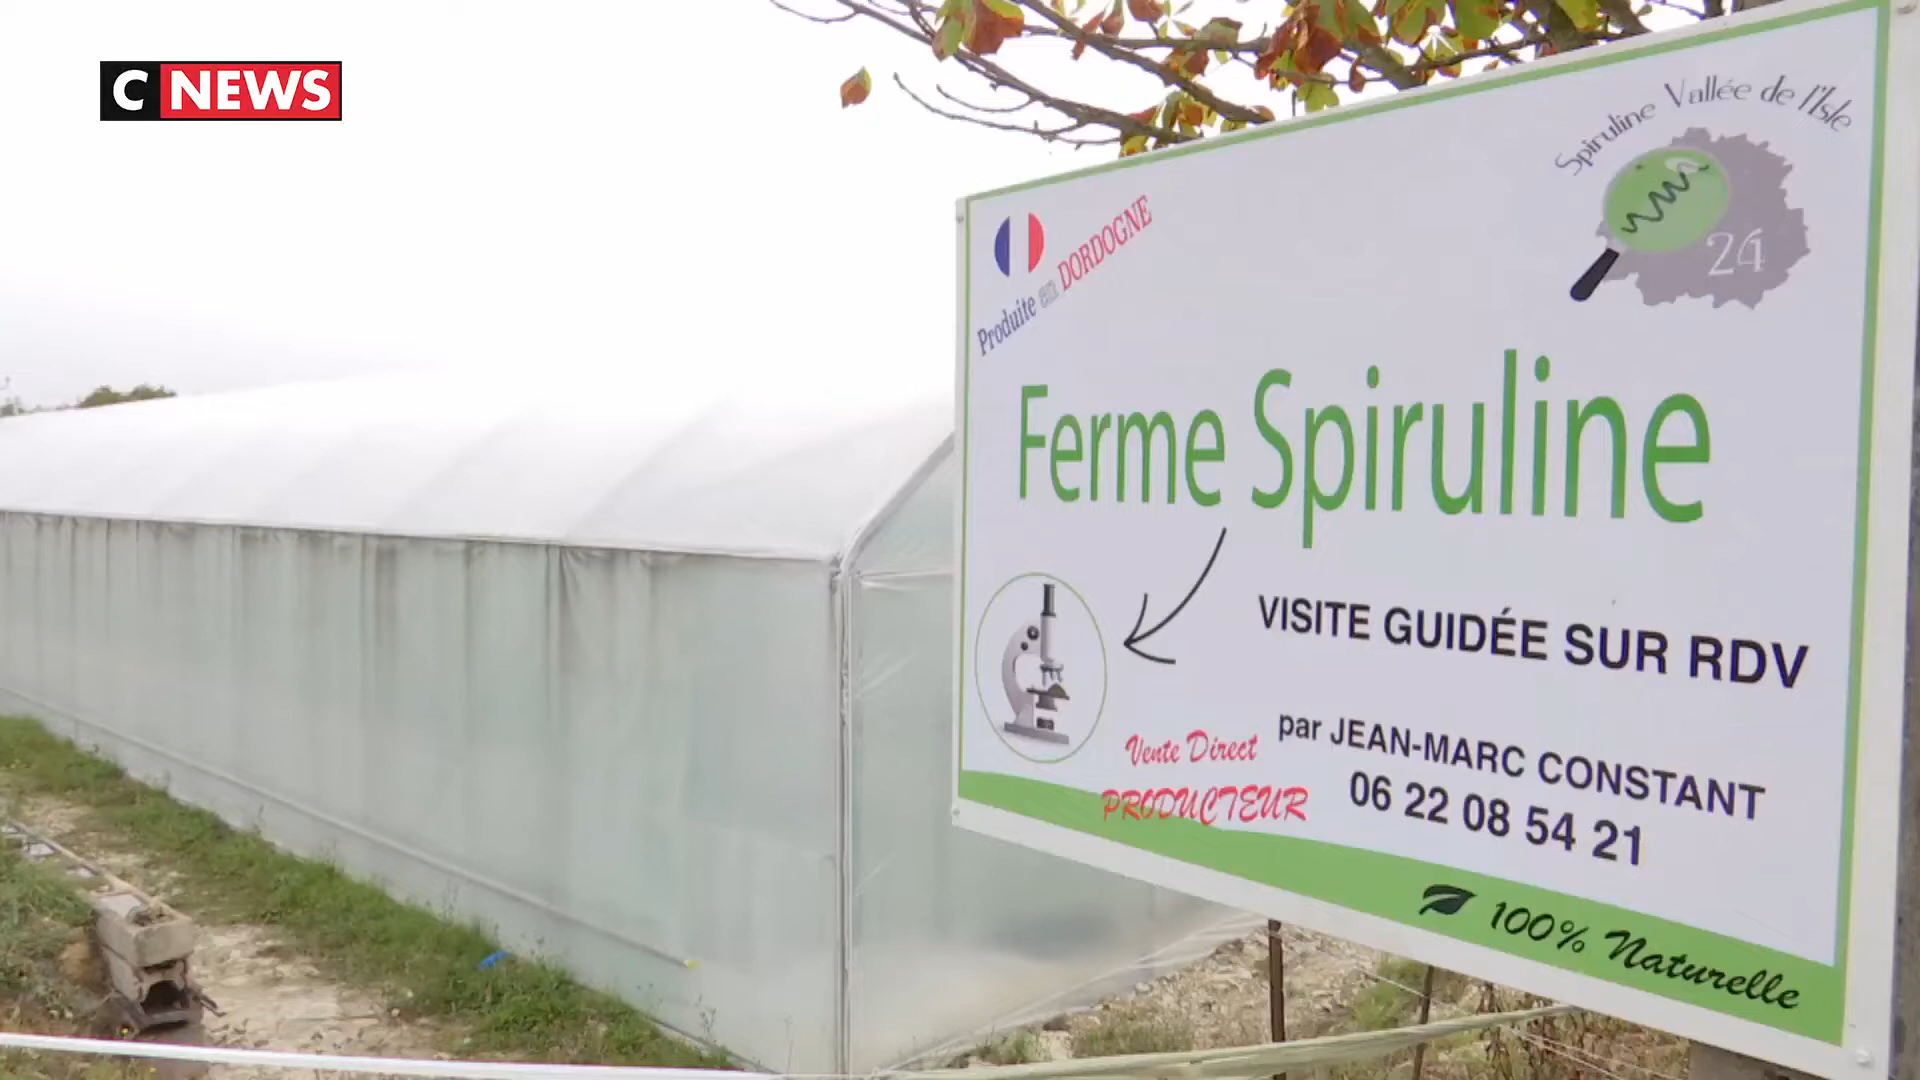 C NEWS
Spiruline Vallée de l'Isle
24
Produite en DORDOGNE
Ferme Spiruline
VISITE GUIDÉE SUR RDV
par JEAN-MARC CONSTANT
06 22 08 54 21
Vente Direct
PRODUCTEUR
100% Naturelle